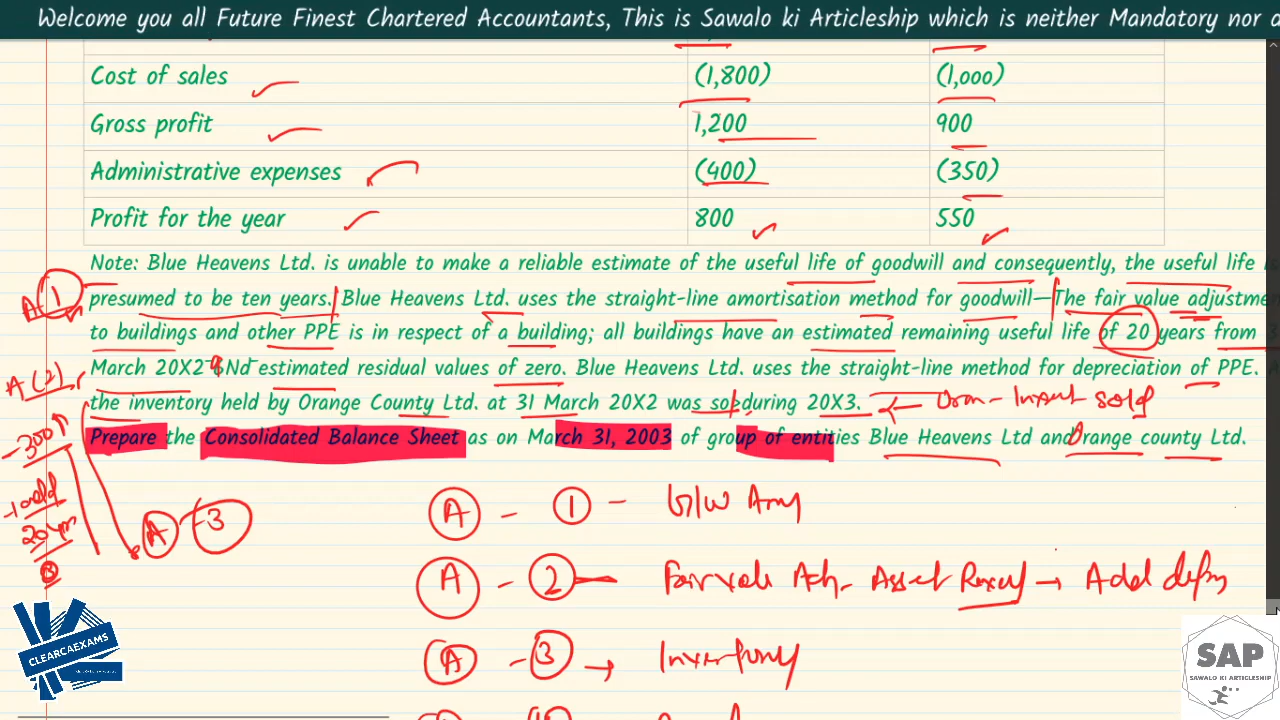 Welcome you all Future Finest Chartered Accountants, This is Sawalo ki Articleship which is neither Mandatory nor
Cost of sales (1,800) (1,000)
Gross profit 1,200 900
Administrative expenses (400) (350)
Profit for the year 800 550
Note: Blue Heavens Ltd. is unable to make a reliable estimate of the useful life of goodwill and consequently, the useful life
presumed to be ten years. Blue Heavens Ltd. uses the straight-line amortisation method for goodwill—The fair value
to buildings and other PPE is in respect of a building; all buildings have an estimated remaining useful life of 20 years from
March 20X2 Nd estimated residual values of zero. Blue Heavens Ltd. uses the straight-line method for depreciation of PPE.
the inventory held by Orange County Ltd. at 31 March 20X2 was during 20X3.
Prepare the Consolidated Balance Sheet as on March 31, 2003 of group of entities Blue Heavens Ltd and Orange county Ltd.
A 1
A (2)
300
20 yr
A - 3
A - 1 - G/W Amy
A - 2 - Asset
A - 3 → Inventory
CLEARCAEXAMS
SAP
SAWALO KI ARTICLESHIP